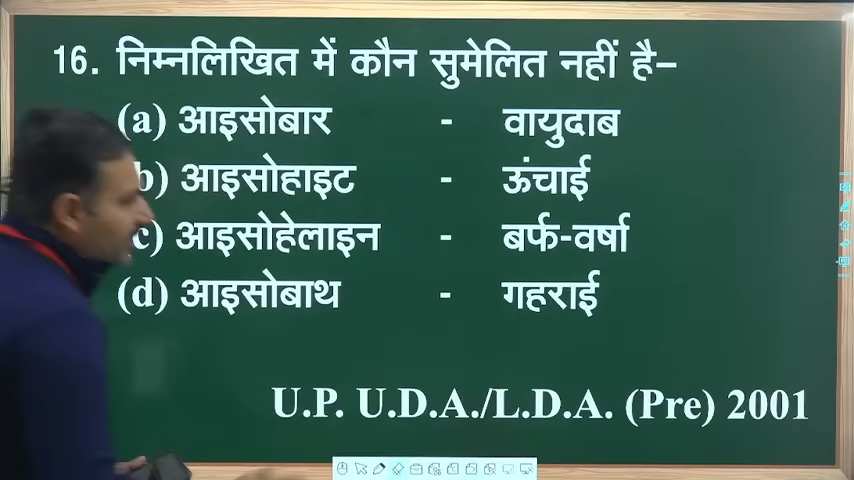 16. निम्नलिखित में कौन सुमेलित नहीं है–
(a) आइसोबार - वायुदाब
b) आइसोहाइट - ऊंचाई
c) आइसोहेलाइन - बर्फ-वर्षा
(d) आइसोबाथ - गहराई
U.P. U.D.A./L.D.A. (Pre) 2001